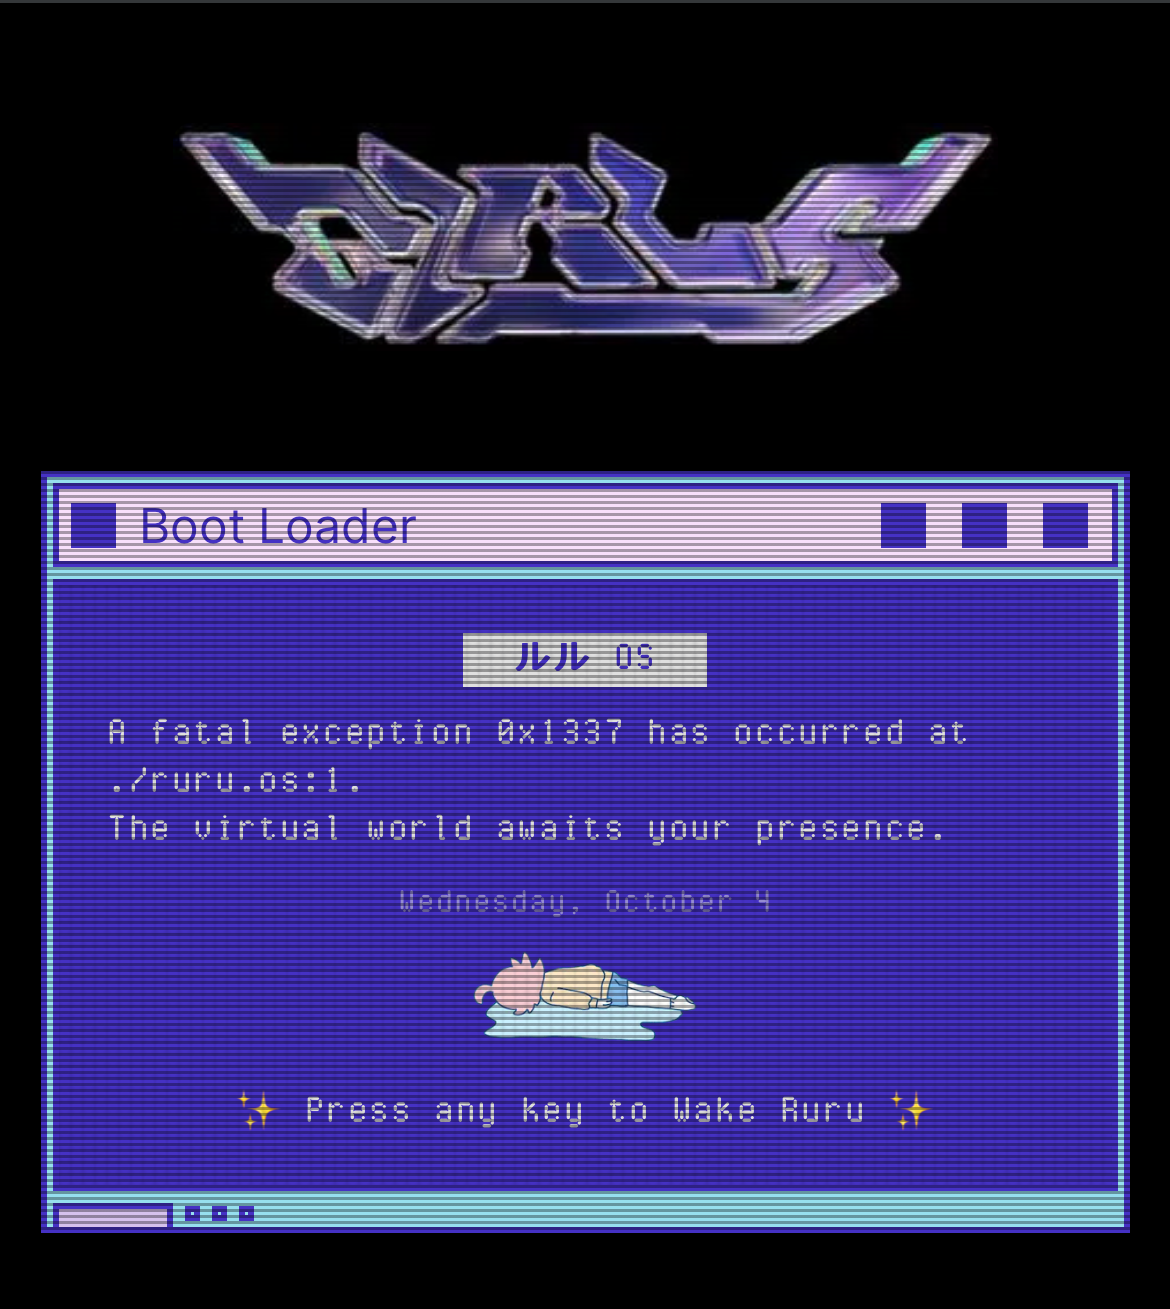 Boot Loader
ルル OS
A fatal exception 0x1337 has occurred at
./ruru.os:1.
The virtual world awaits your presence.
Wednesday, October 4
✨ Press any key to Wake Ruru ✨